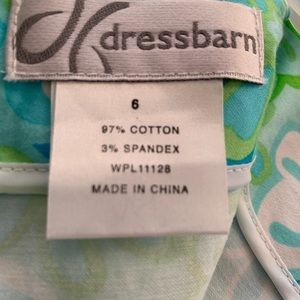 dressbarn
6
97% COTTON
3% SPANDEX
WPL11128
MADE IN CHINA